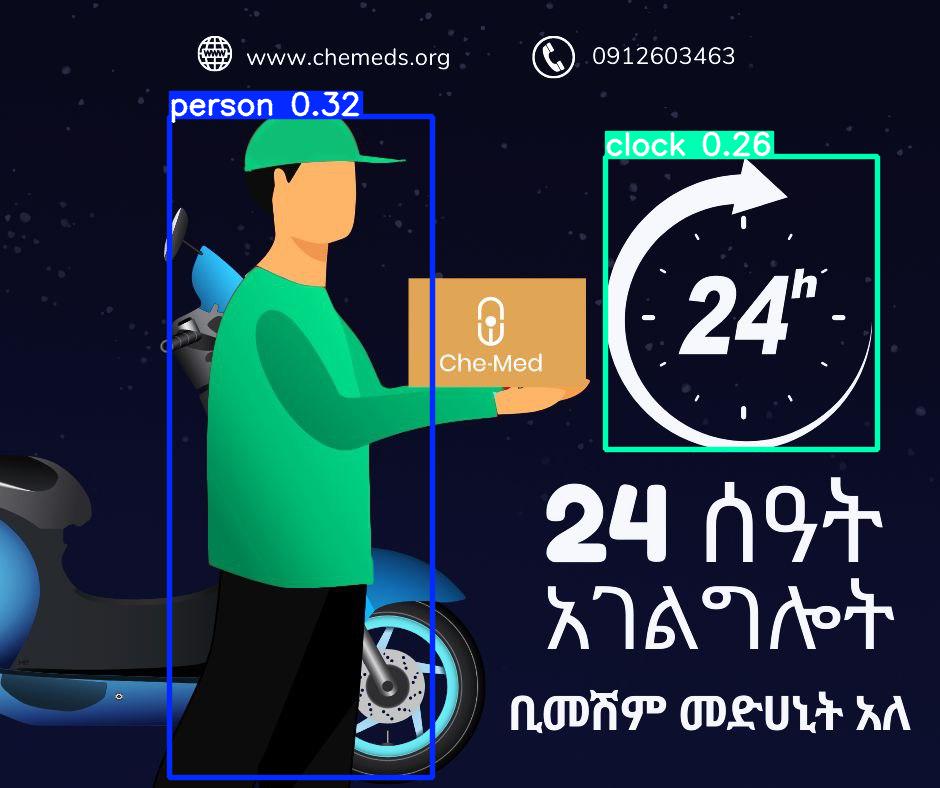 www.chemeds.org
0912603463
person 0.32
clock 0.26
24h
Che-Med
24 ሰዓት
አገልግሎት
ቢመሽም መድሀኒት አለ